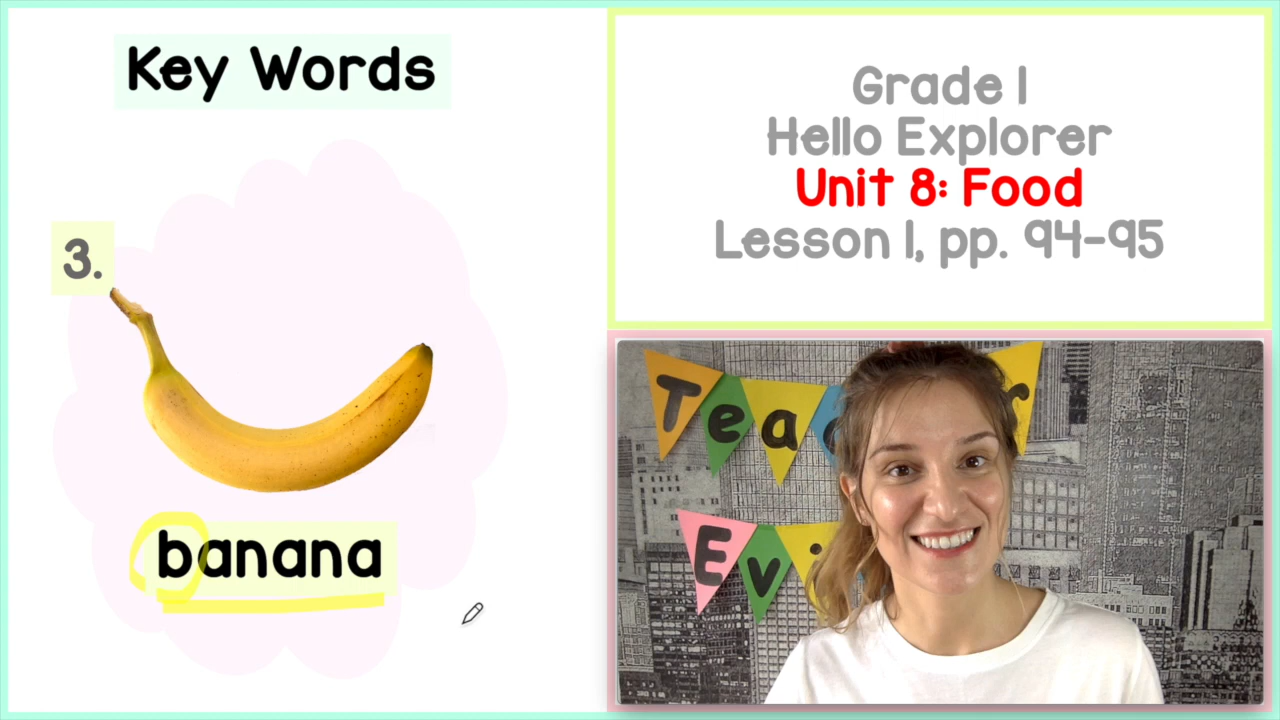 Key Words
3.
banana
Grade 1
Hello Explorer
Unit 8: Food
Lesson 1, pp. 94-95